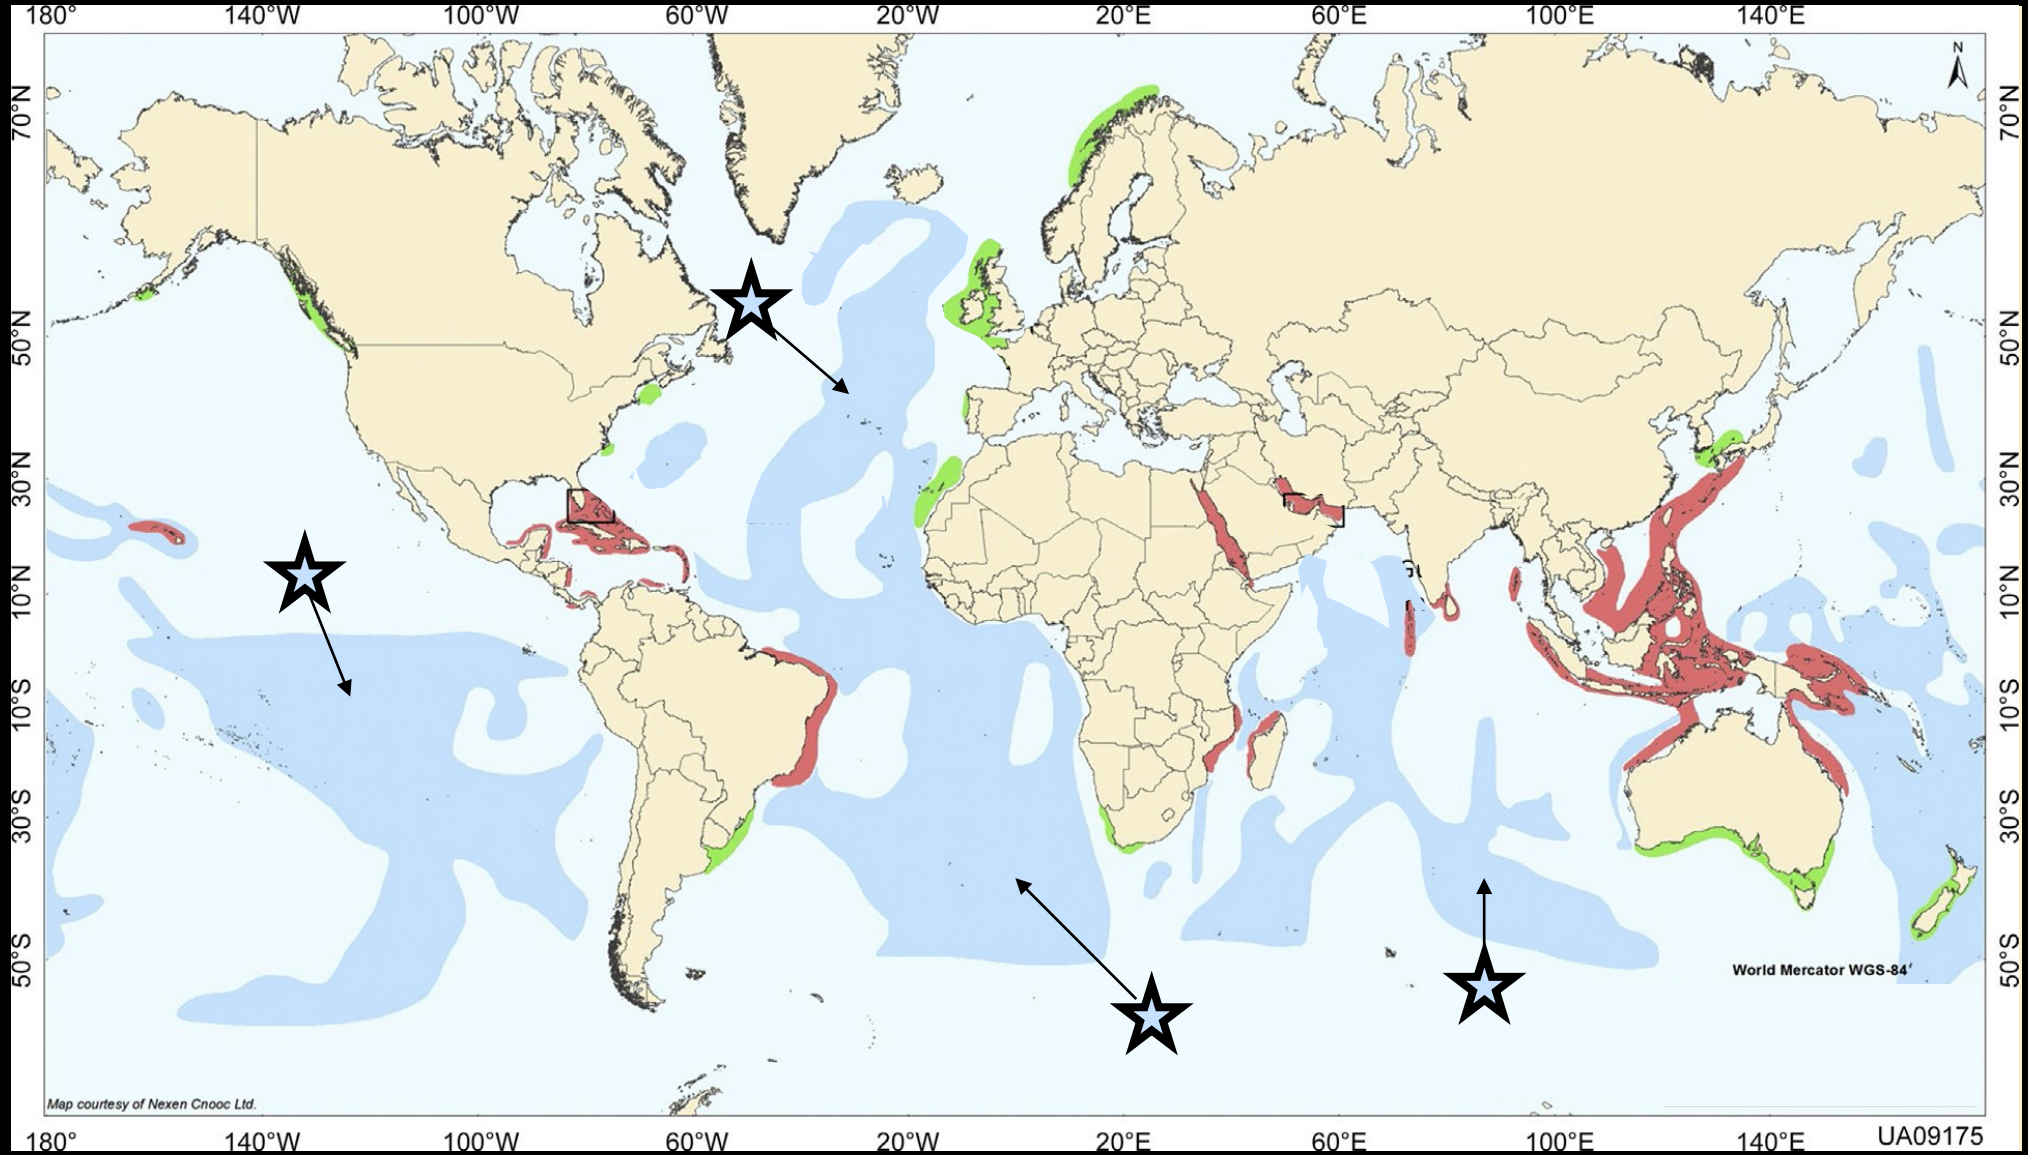 180° 140°W 100°W 60°W 20°W 20°E 60°E 100°E 140°E
N
70°N 70°N
50°N 50°N
30°N 30°N
10°N 10°N
10°S 10°S
30°S 30°S
50°S 50°S
World Mercator WGS-84
Map courtesy of Nexen Cnooc Ltd.
180° 140°W 100°W 60°W 20°W 20°E 60°E 100°E 140°E UA09175